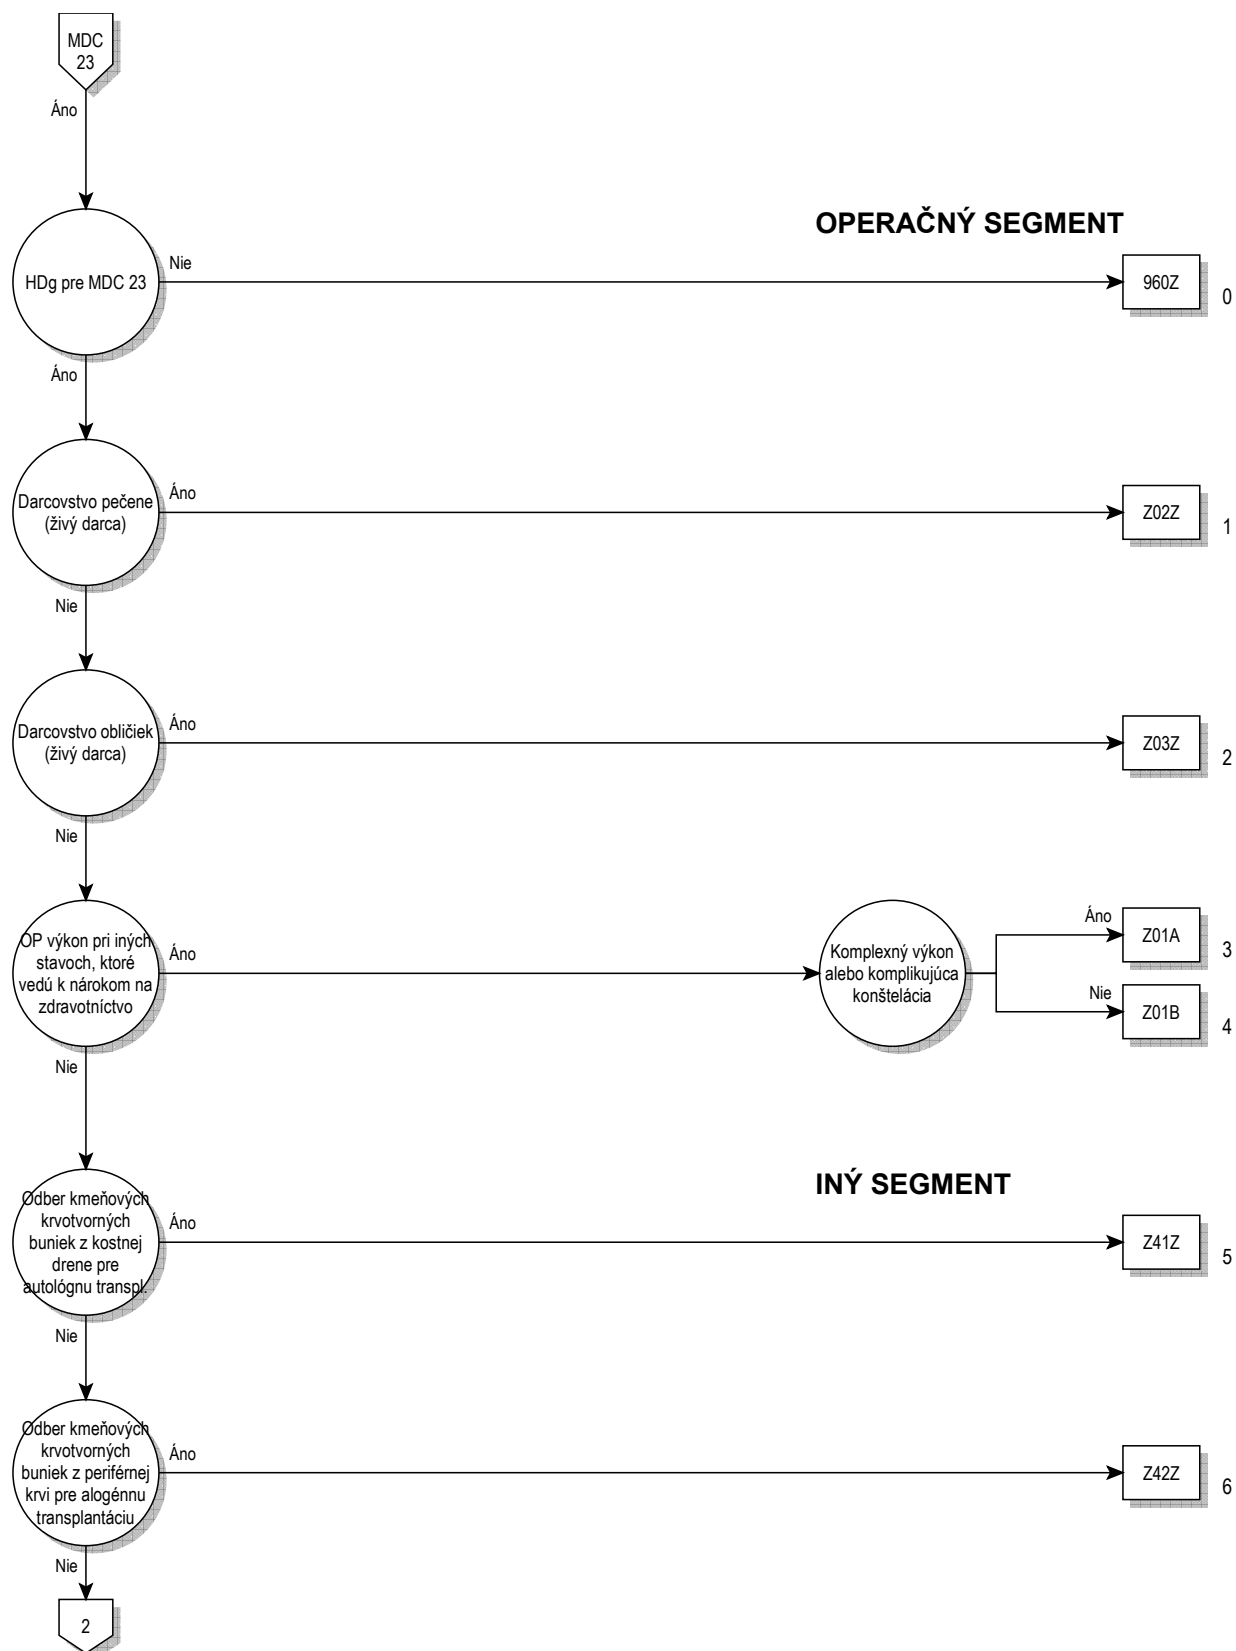 MDC
23
Áno
OPERAČNÝ SEGMENT
HDg pre MDC 23
Nie
960Z
0
Áno
Darcovstvo pečene
(živý darca)
Áno
Z02Z
1
Nie
Darcovstvo obličiek
(živý darca)
Áno
Z03Z
2
Nie
OP výkon pri iných
stavoch, ktoré
vedú k nárokom na
zdravotníctvo
Áno
Komplexný výkon
alebo komplikujúca
konštelácia
Áno
Z01A
3
Nie
Z01B
4
Nie
INÝ SEGMENT
Odber kmeňových
krvotvorných
buniek z kostnej
drene pre
autológnu transpl.
Áno
Z41Z
5
Nie
Odber kmeňových
krvotvorných
buniek z periférnej
krvi pre alogénnu
transplantáciu
Áno
Z42Z
6
Nie
2